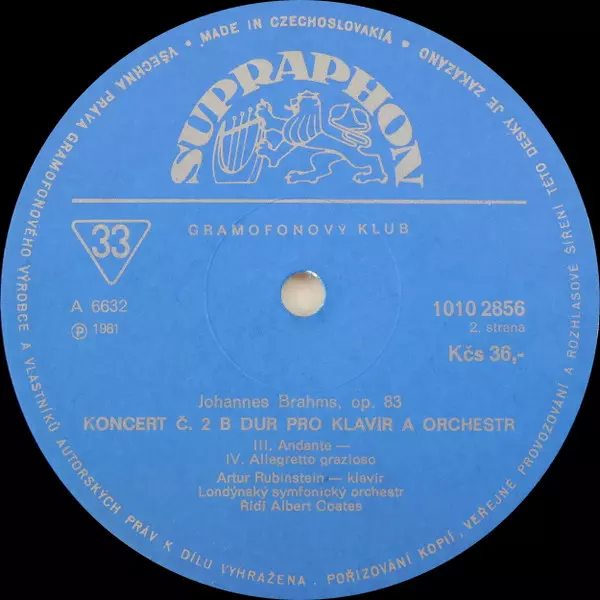 VŠECHNA PRÁVA GRAMOFONOVÉHO VÝROBCE A VLASTNÍKŮ AUTORSKÝCH PRÁV K DÍLU VYHRAŽENA. POŘIZOVÁNÍ KOPIÍ, VEŘEJNÉ PROVOZOVÁNÍ A ROZHLASOVÉ ŠÍŘENÍ TÉTO DESKY JE ZAKÁZÁNO
• MADE IN CZECHOSLOVAKIA •
SUPRAPHON
33
GRAMOFONOVÝ KLUB
A 6632
℗ 1981
1010 2856
2. strana
Kčs 36,-
Johannes Brahms, op. 83
KONCERT Č. 2 B DUR PRO KLAVÍR A ORCHESTR
III. Andante —
IV. Allegretto grazioso
Artur Rubinstein — klavír
Londýnský symfonický orchestr
Řídí Albert Coates